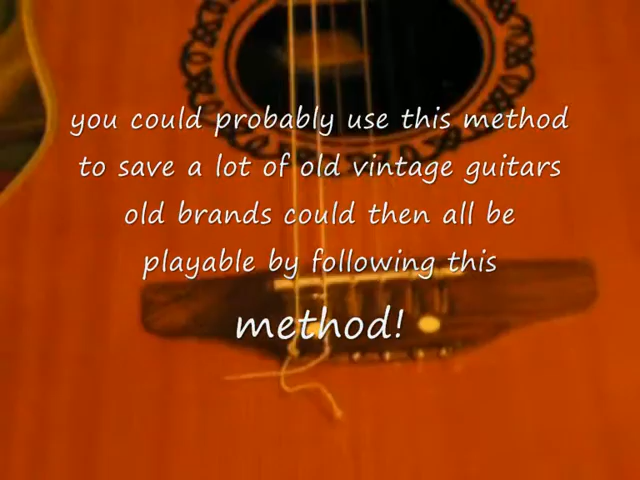 you could probably use this method
to save a lot of old vintage guitars
old brands could then all be
playable by following this
method!